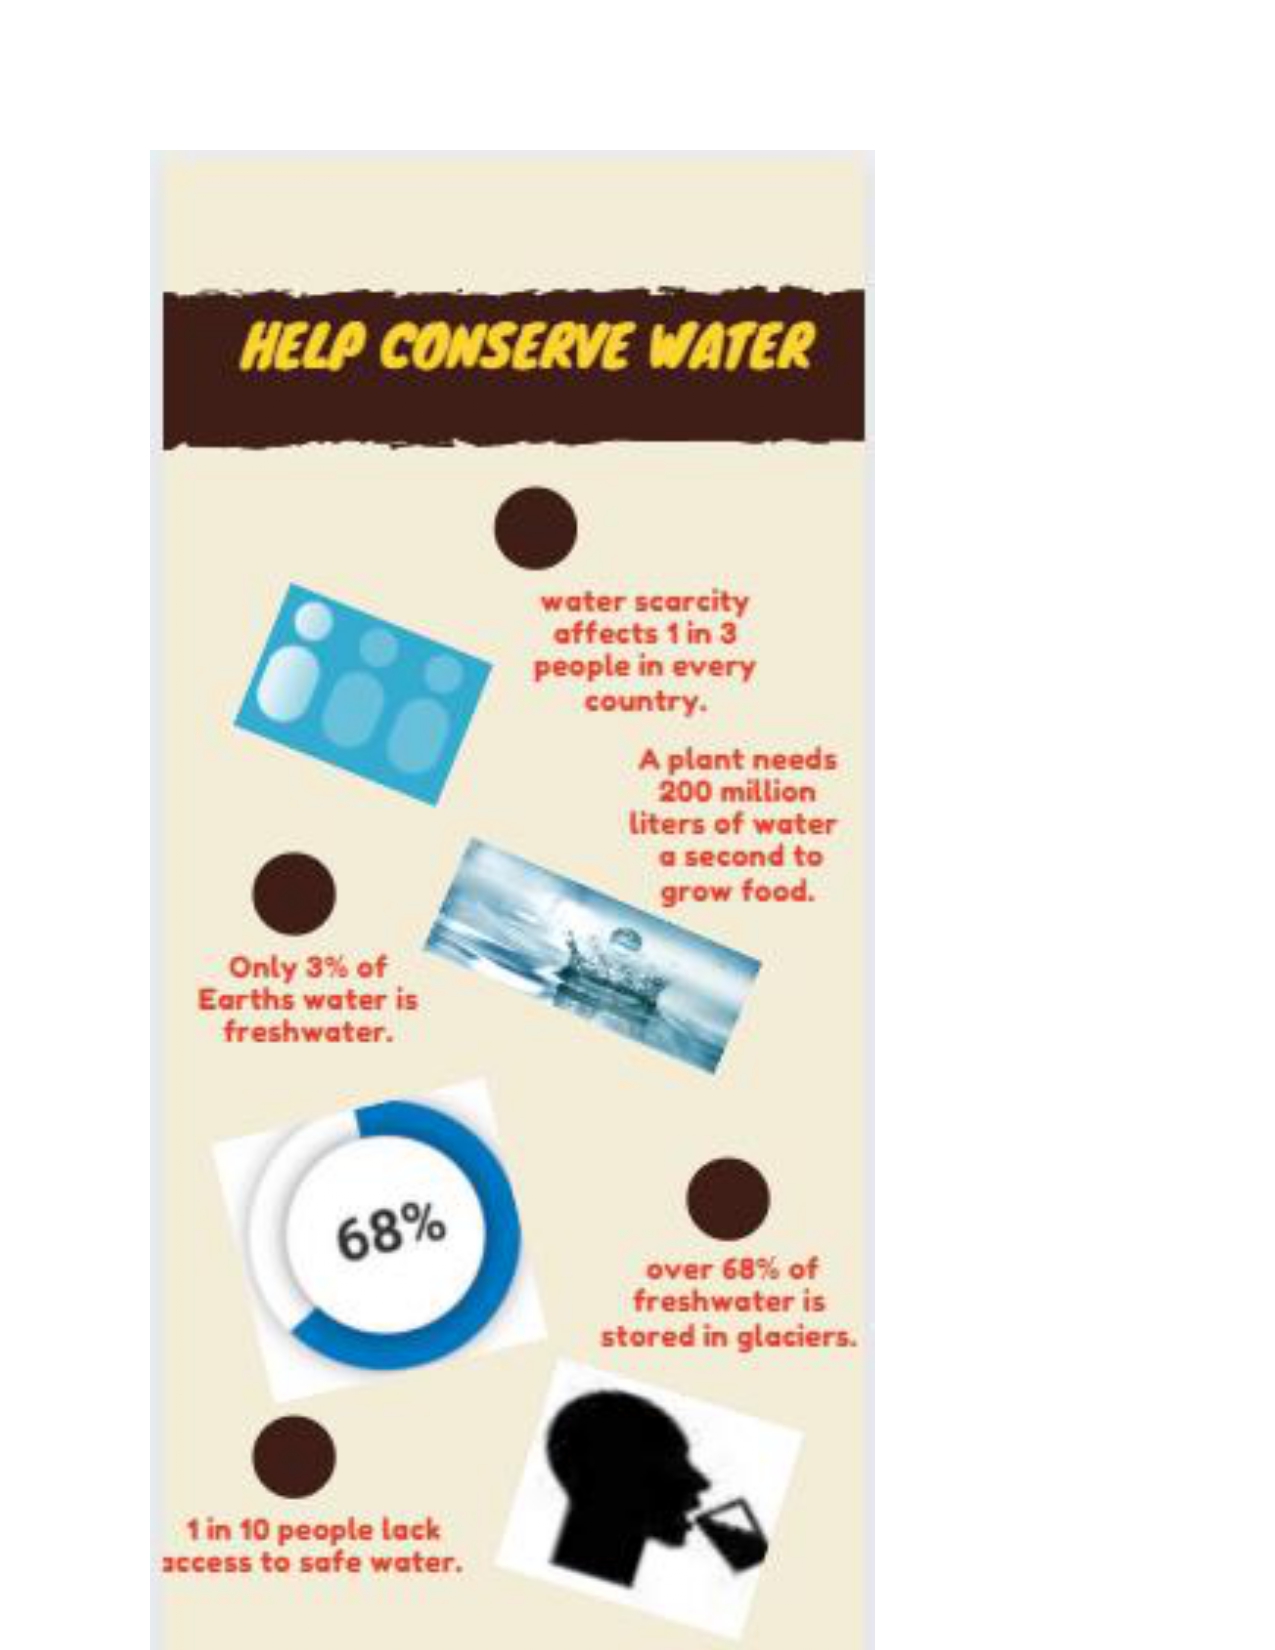 HELP CONSERVE WATER
water scarcity
affects 1 in 3
people in every
country.
A plant needs
200 million
liters of water
a second to
grow food.
Only 3% of
Earths water is
freshwater.
68%
over 68% of
freshwater is
stored in glaciers.
1 in 10 people lack
access to safe water.